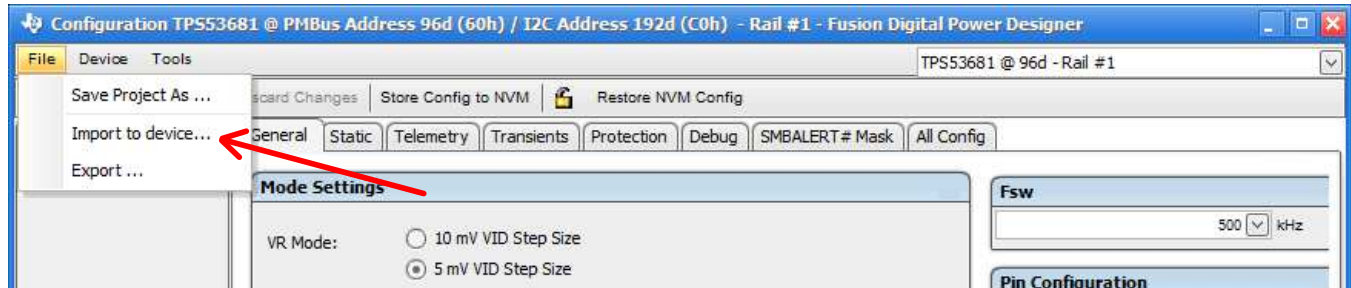 Configuration TPS53681 @ PMBus Address 96d (60h) / I2C Address 192d (C0h) - Rail #1 - Fusion Digital Power Designer
File Device Tools
TPS53681 @ 96d - Rail #1
Save Project As ...
Changes Store Config to NVM Restore NVM Config
Import to device...
General Static Telemetry Transients Protection Debug SMBALERT# Mask All Config
Export ...
Mode Settings
Fsw
500 kHz
VR Mode:
10 mV VID Step Size
5 mV VID Step Size
Pin Configuration